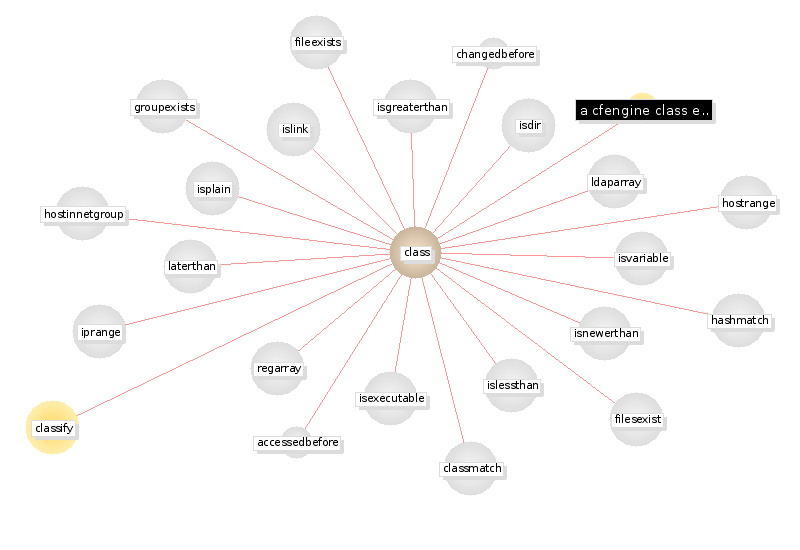 fileexists
changedbefore
groupexists
isgreaterthan
a cfengine class e..
islink
isdir
isplain
ldaparray
hostrange
hostinnetgroup
class
isvariable
laterthan
iprange
hashmatch
isnewerthan
regarray
islessthan
isexecutable
filesexist
classify
accessedbefore
classmatch